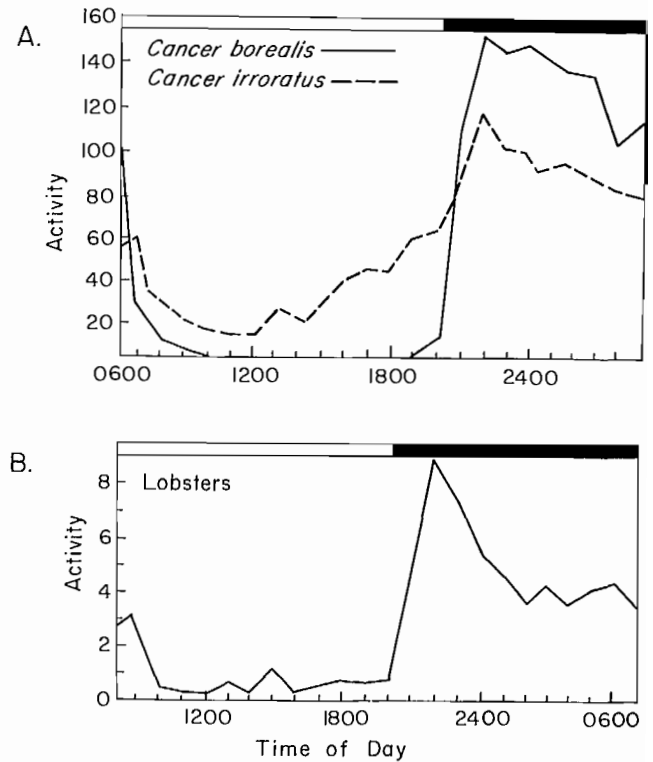 A.
160
140
120
100
80
60
40
20
Activity
Cancer borealis
Cancer irroratus
0600 1200 1800 2400
B.
Lobsters
8
6
4
2
0
Activity
1200 1800 2400 0600
Time of Day